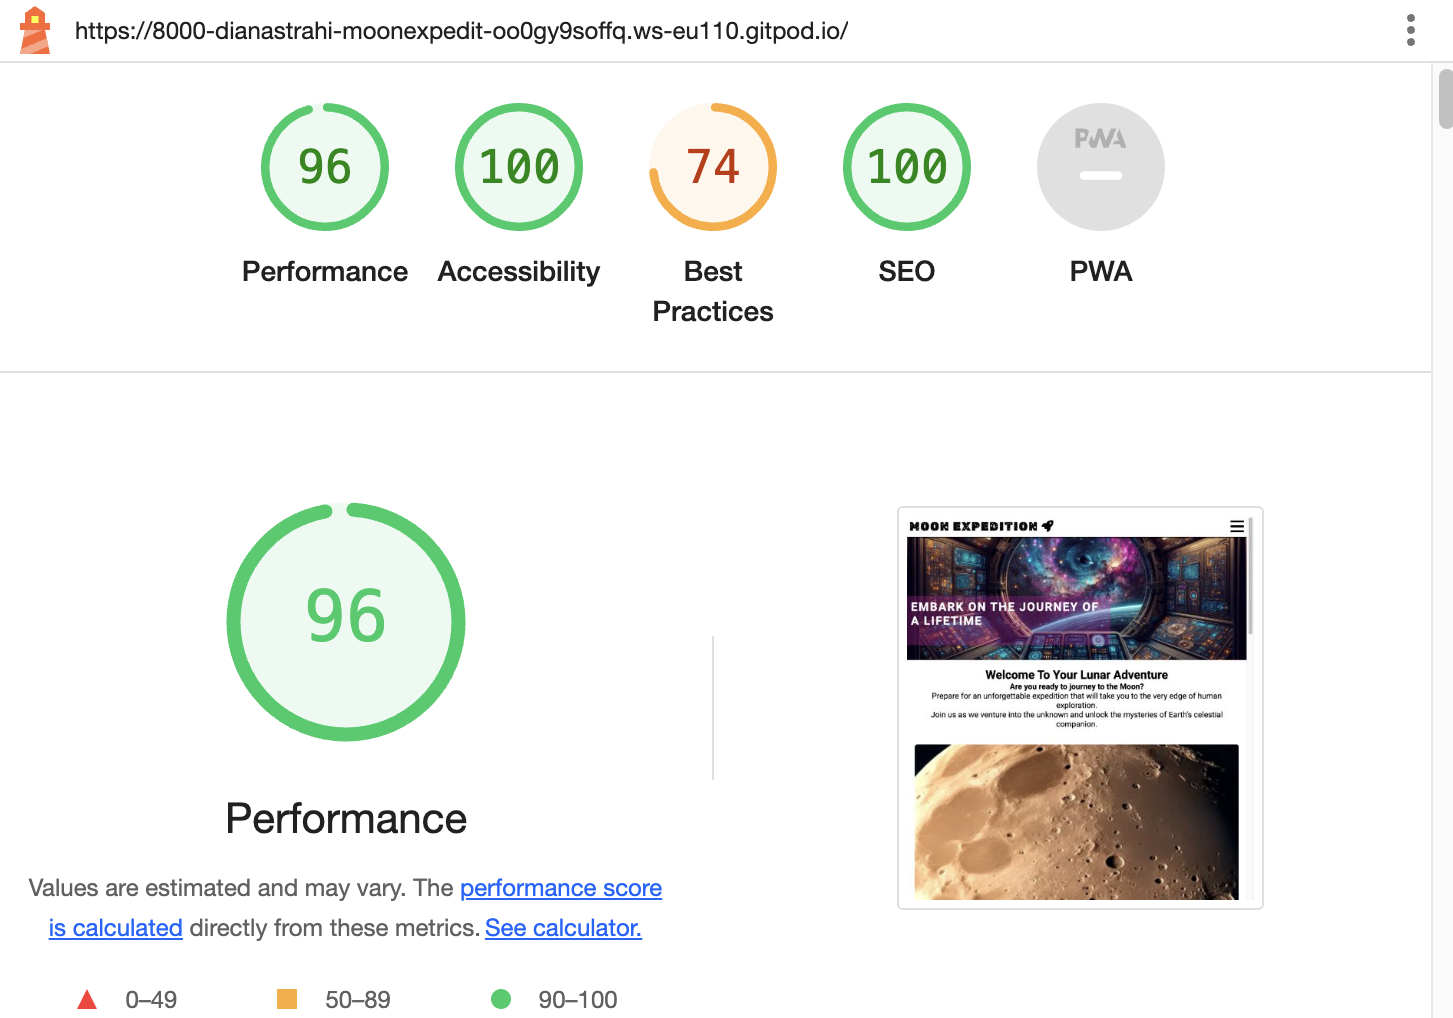 https://8000-dianastrahi-moonexpedit-oo0gy9soffq.ws-eu110.gitpod.io/
96
100
74
100
PWA
Performance
Accessibility
Best
Practices
SEO
PWA
96
Performance
Values are estimated and may vary. The performance score
is calculated directly from these metrics. See calculator.
0–49
50–89
90–100
MOON EXPEDITION
EMBARK ON THE JOURNEY OF
A LIFETIME
Welcome To Your Lunar Adventure
Are you ready to journey to the Moon?
Prepare for an unforgettable expedition that will take you to the very edge of human
exploration.
Join us as we venture into the unknown and unlock the mysteries of Earth's celestial
companion.